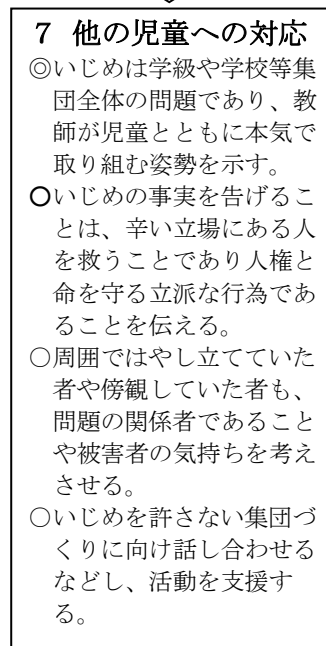 7 他の児童への対応
◎いじめは学級や学校等集
団全体の問題であり、教
師が児童とともに本気で
取り組む姿勢を示す。
○いじめの事実を告げるこ
とは、辛い立場にある人
を救うことであり人権と
命を守る立派な行為であ
ることを伝える。
○周囲ではやし立てていた
者や傍観していた者も、
問題の関係者であること
や被害者の気持ちを考え
させる。
○いじめを許さない集団づ
くりに向け話し合わせる
などし、活動を支援す
る。